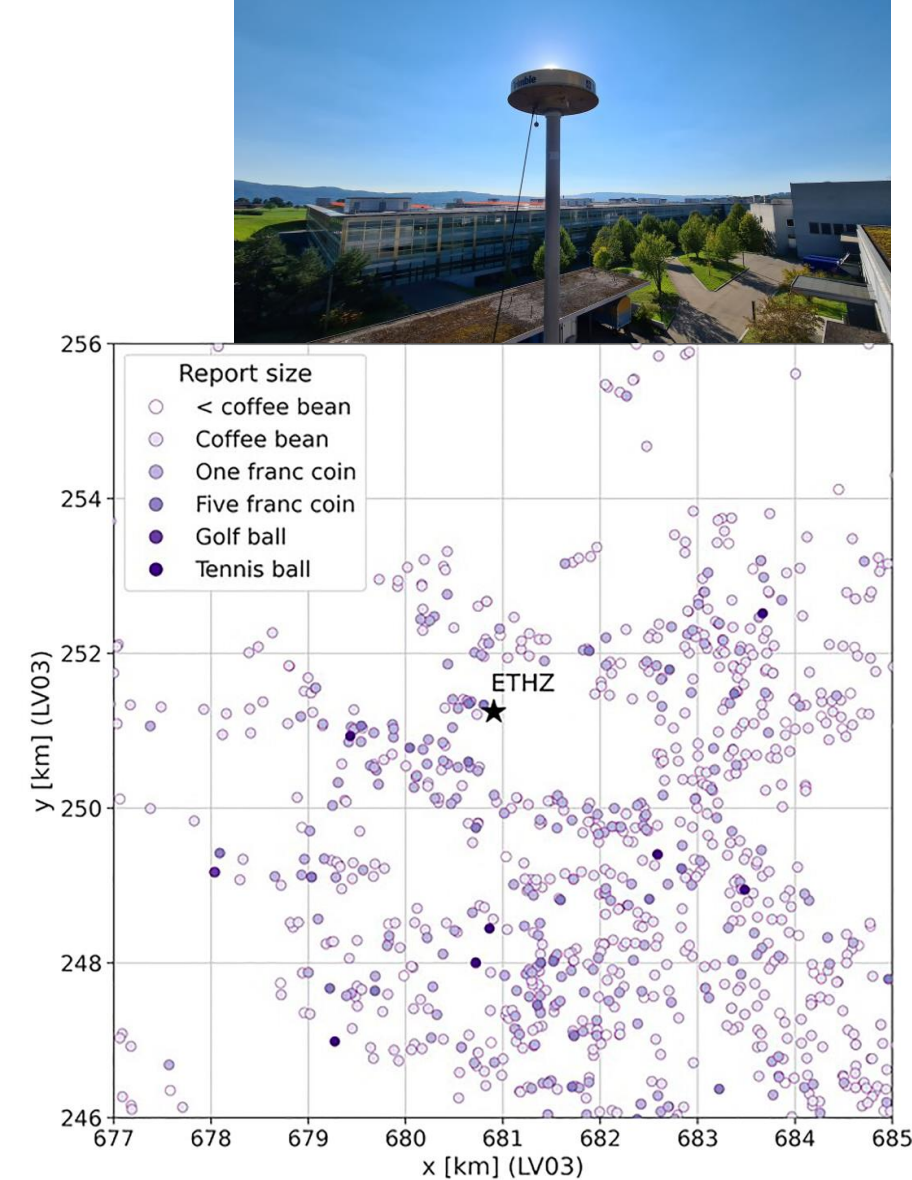 256
254
252
250
248
246
y [km] (LV03)
Report size
< coffee bean
Coffee bean
One franc coin
Five franc coin
Golf ball
Tennis ball
ETHZ
677 678 679 680 681 682 683 684 685
x [km] (LV03)